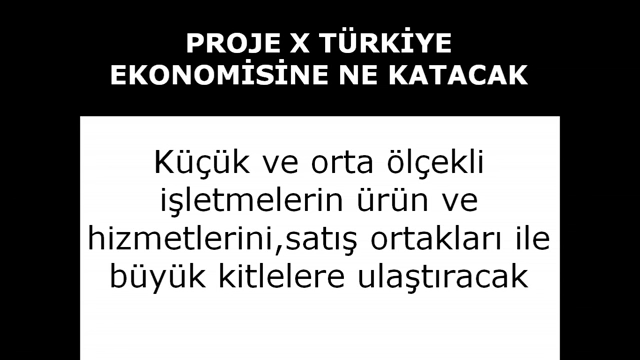 PROJE X TÜRKİYE
EKONOMİSİNE NE KATACAK
Küçük ve orta ölçekli
işletmelerin ürün ve
hizmetlerini,satış ortakları ile
büyük kitlelere ulaştıracak